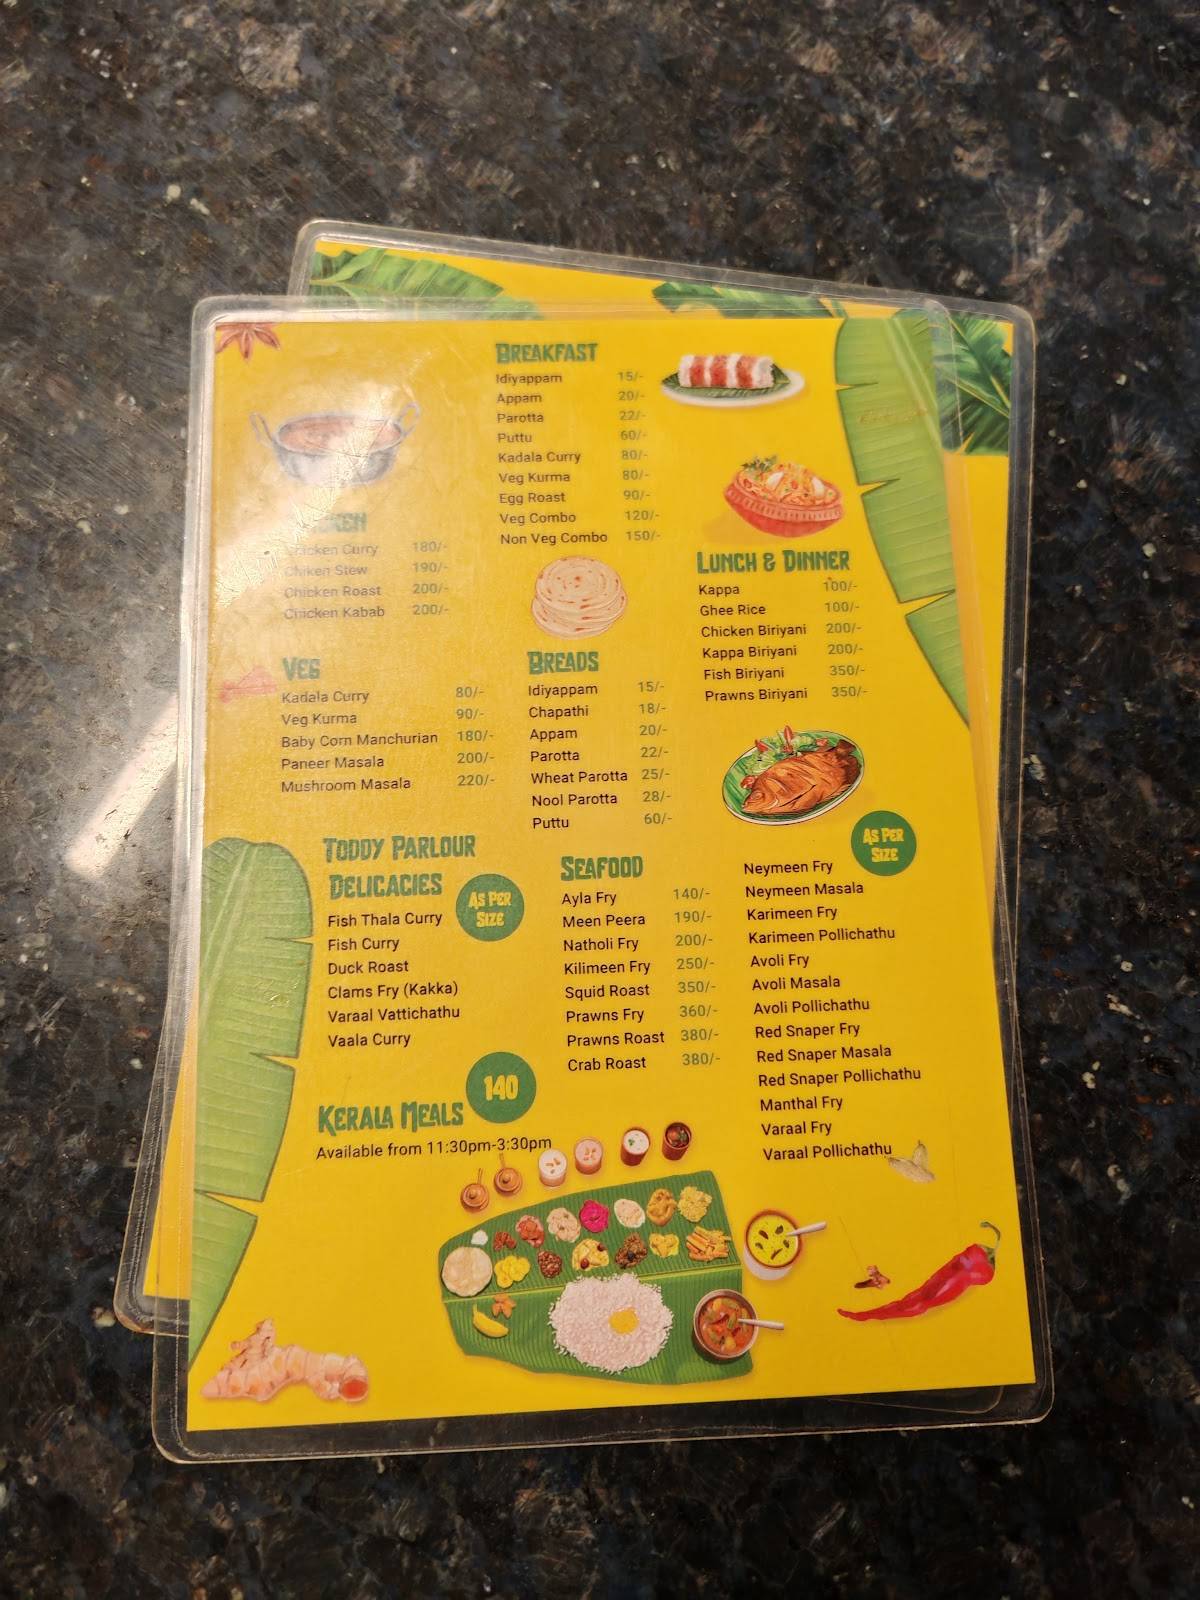 BREAKFAST
Idiyappam 15/-
Appam 20/-
Parotta 22/-
Puttu 60/-
Kadala Curry 80/-
Veg Kurma 80/-
Egg Roast 90/-
Veg Combo 120/-
Non Veg Combo 150/-
CHICKEN
Chicken Curry 180/-
Chiken Stew 190/-
Chicken Roast 200/-
Chicken Kabab 200/-
LUNCH & DINNER
Kappa 100/-
Ghee Rice 100/-
Chicken Biriyani 200/-
Kappa Biriyani 200/-
Fish Biriyani 350/-
Prawns Biriyani 350/-
VEG
Kadala Curry 80/-
Veg Kurma 90/-
Baby Corn Manchurian 180/-
Paneer Masala 200/-
Mushroom Masala 220/-
BREADS
Idiyappam 15/-
Chapathi 18/-
Appam 20/-
Parotta 22/-
Wheat Parotta 25/-
Nool Parotta 28/-
Puttu 60/-
TODDY PARLOUR
DELICACIES
AS PER
SIZE
Fish Thala Curry
Fish Curry
Duck Roast
Clams Fry (Kakka)
Varaal Vattichathu
Vaala Curry
SEAFOOD
Ayla Fry 140/-
Meen Peera 190/-
Natholi Fry 200/-
Kilimeen Fry 250/-
Squid Roast 350/-
Prawns Fry 360/-
Prawns Roast 380/-
Crab Roast 380/-
AS PER
SIZE
Neymeen Fry
Neymeen Masala
Karimeen Fry
Karimeen Pollichathu
Avoli Fry
Avoli Masala
Avoli Pollichathu
Red Snaper Fry
Red Snaper Masala
Red Snaper Pollichathu
Manthal Fry
Varaal Fry
Varaal Pollichathu
KERALA MEALS 140
Available from 11:30pm-3:30pm